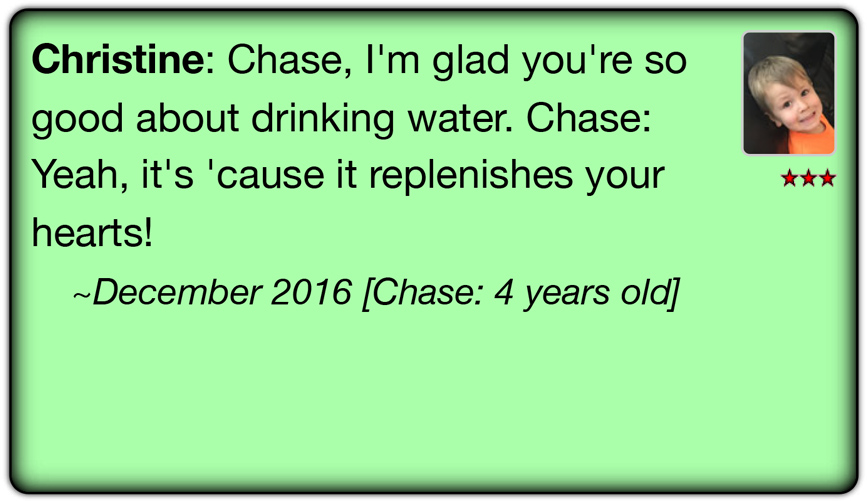 Christine: Chase, I'm glad you're so
good about drinking water. Chase:
Yeah, it's 'cause it replenishes your
hearts!
~December 2016 [Chase: 4 years old]